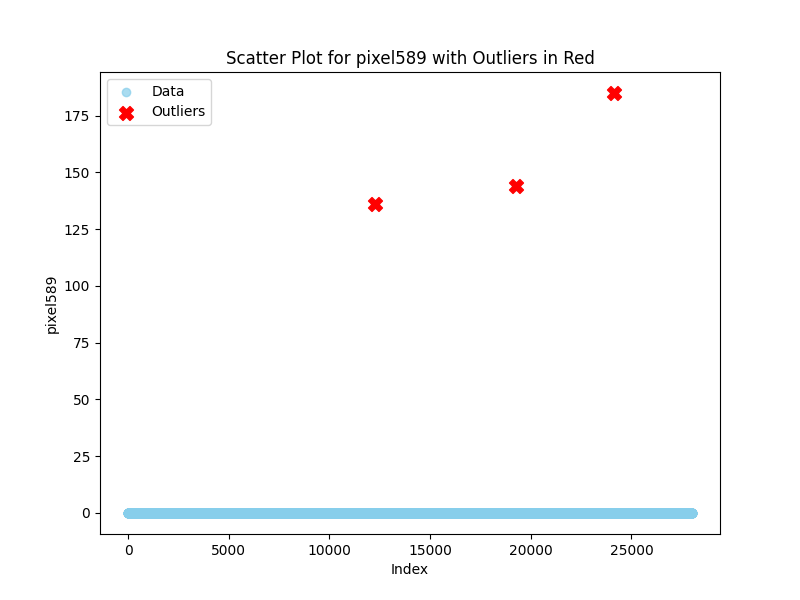 Scatter Plot for pixel589 with Outliers in Red
Data
Outliers
175
150
125
100
75
50
25
0
pixel589
0 5000 10000 15000 20000 25000
Index